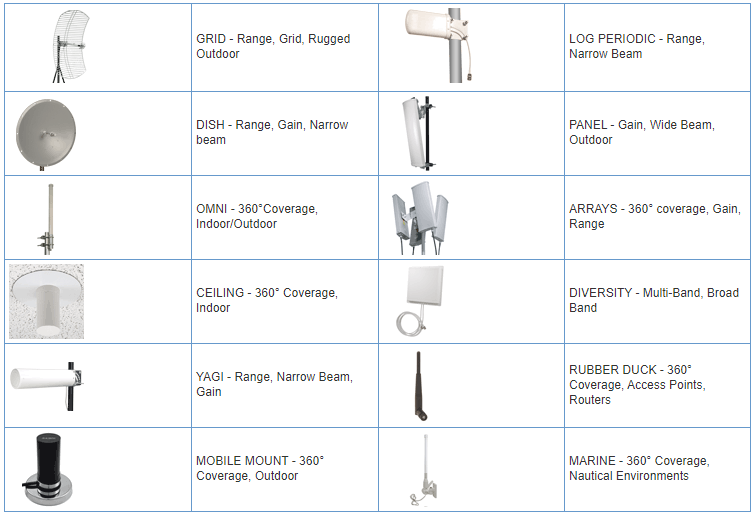 GRID - Range, Grid, Rugged
Outdoor
LOG PERIODIC - Range,
Narrow Beam
DISH - Range, Gain, Narrow
beam
PANEL - Gain, Wide Beam,
Outdoor
OMNI - 360°Coverage,
Indoor/Outdoor
ARRAYS - 360° coverage, Gain,
Range
CEILING - 360° Coverage,
Indoor
DIVERSITY - Multi-Band, Broad
Band
YAGI - Range, Narrow Beam,
Gain
RUBBER DUCK - 360°
Coverage, Access Points,
Routers
MOBILE MOUNT - 360°
Coverage, Outdoor
MARINE - 360° Coverage,
Nautical Environments